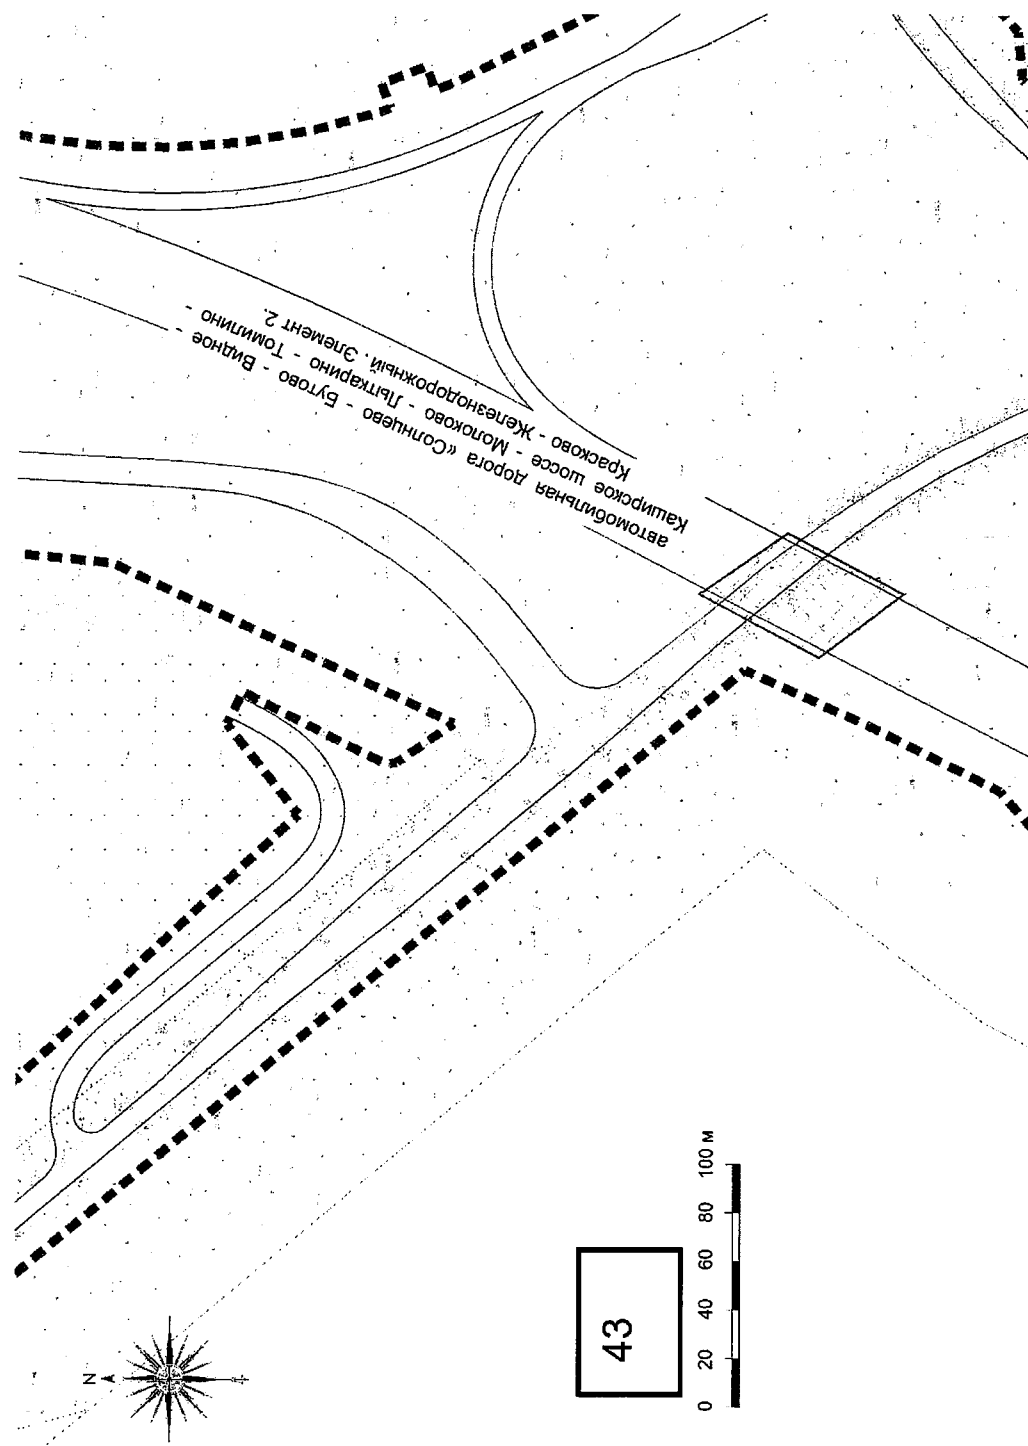 автомобильная дорога «Солнцево - Бутово - Видное -
Каширское шоссе - Молоково - Лыткарино - Томилино -
Красково - Железнодорожный. Элемент 2.
N
43
0 20 40 60 80 100 м